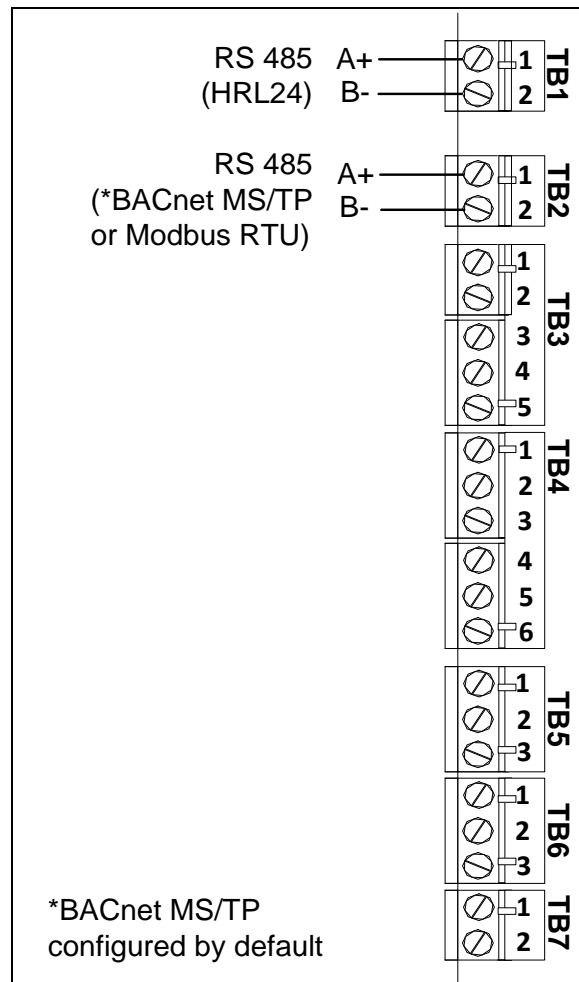 RS 485 A+ 1 TB1
(HRL24) B- 2
RS 485 A+ 1 TB2
(*BACnet MS/TP B- 2
or Modbus RTU)
1 TB3
2
3
4
5
1 TB4
2
3
4
5
6
1 TB5
2
3
1 TB6
2
3
*BACnet MS/TP 1 TB7
configured by default 2